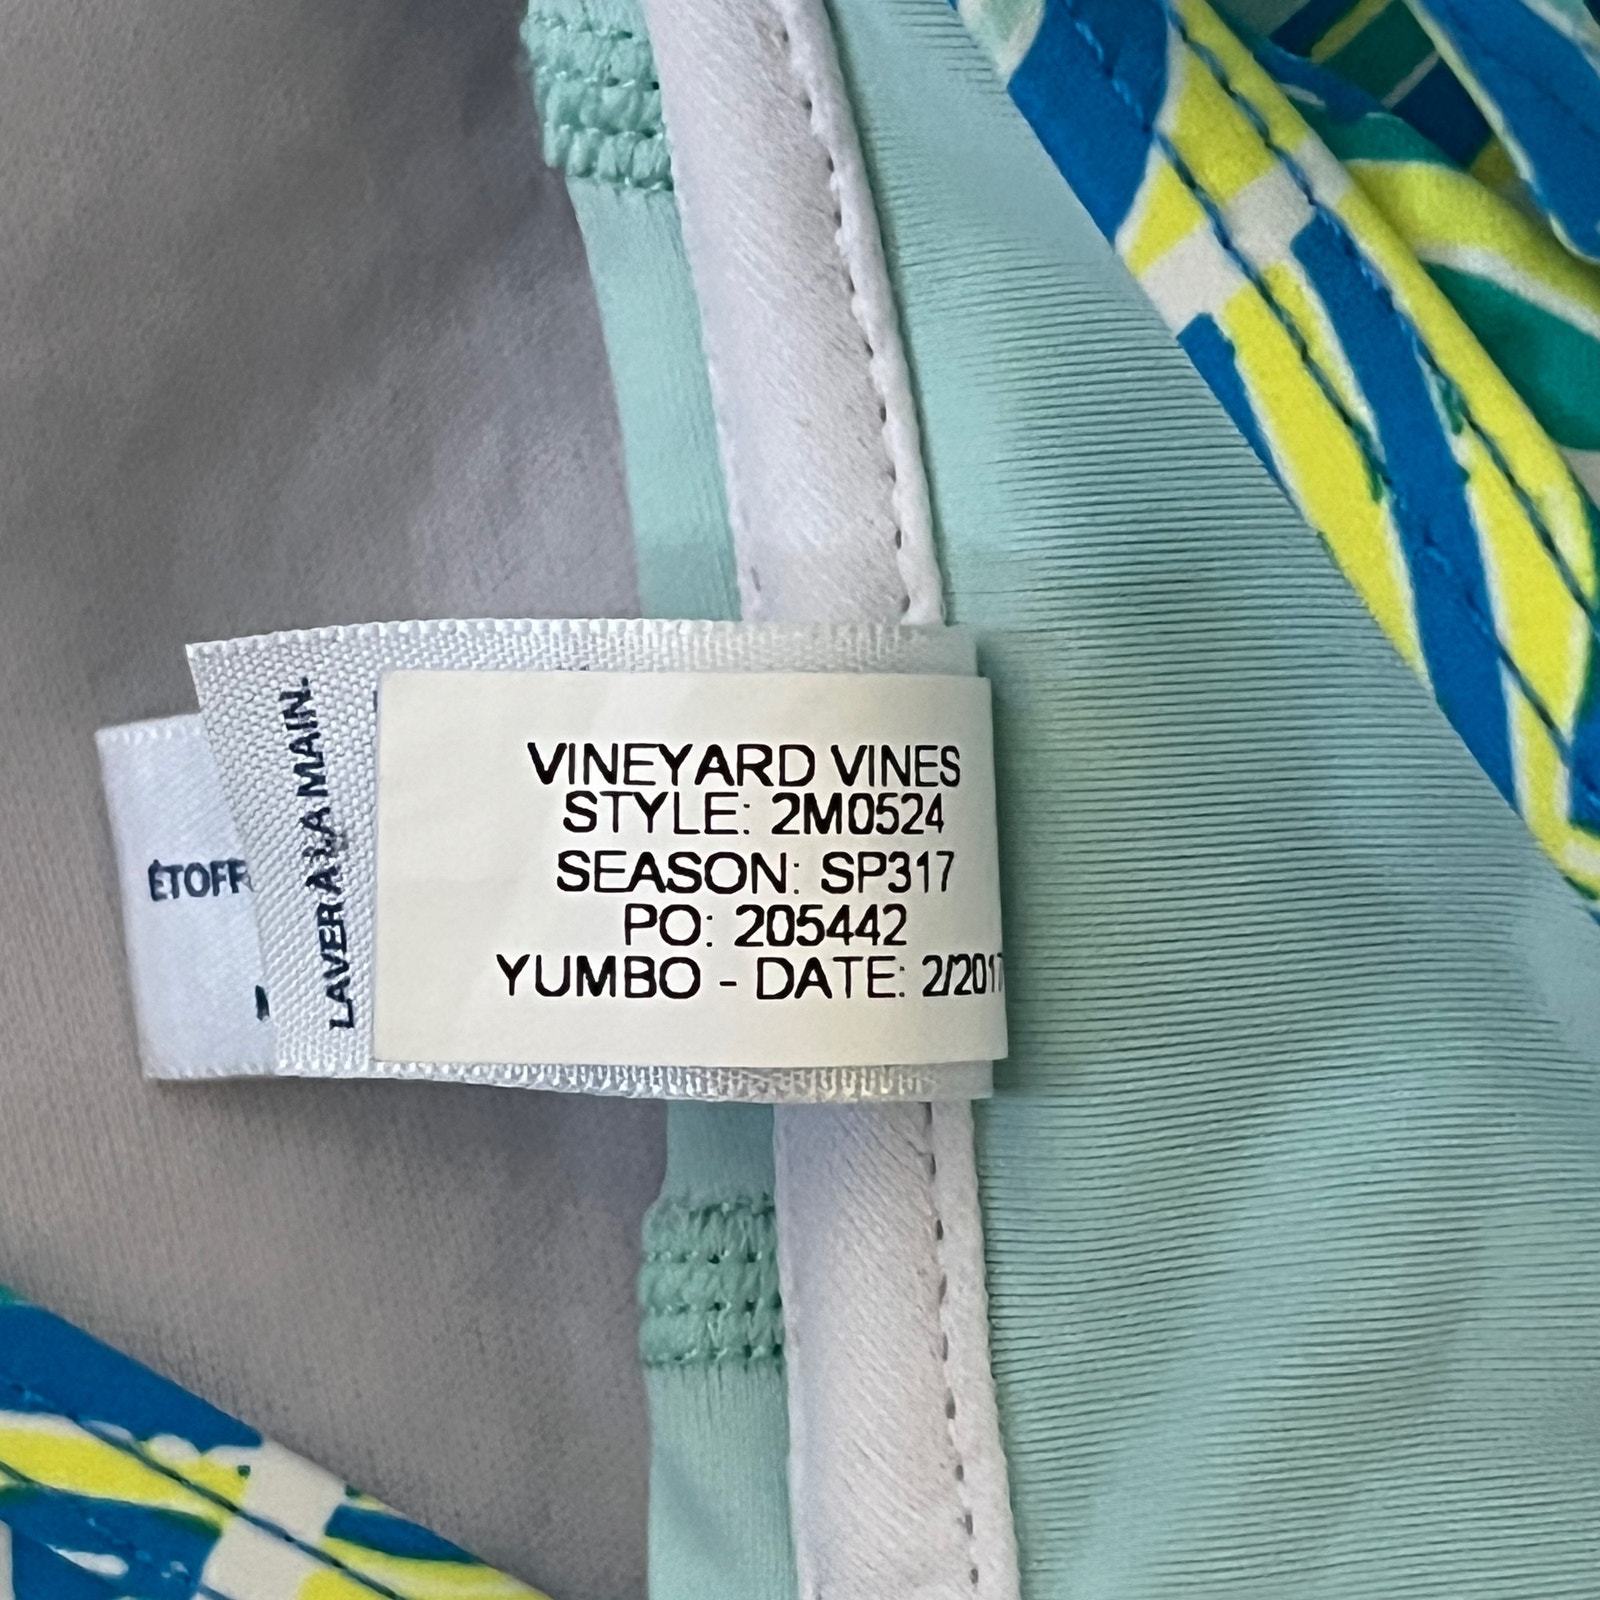 VINEYARD VINES
STYLE: 2M0524
SEASON: SP317
PO: 205442
YUMBO - DATE: 2/2017
LAVER A LA MAIN.
ÉTOFF